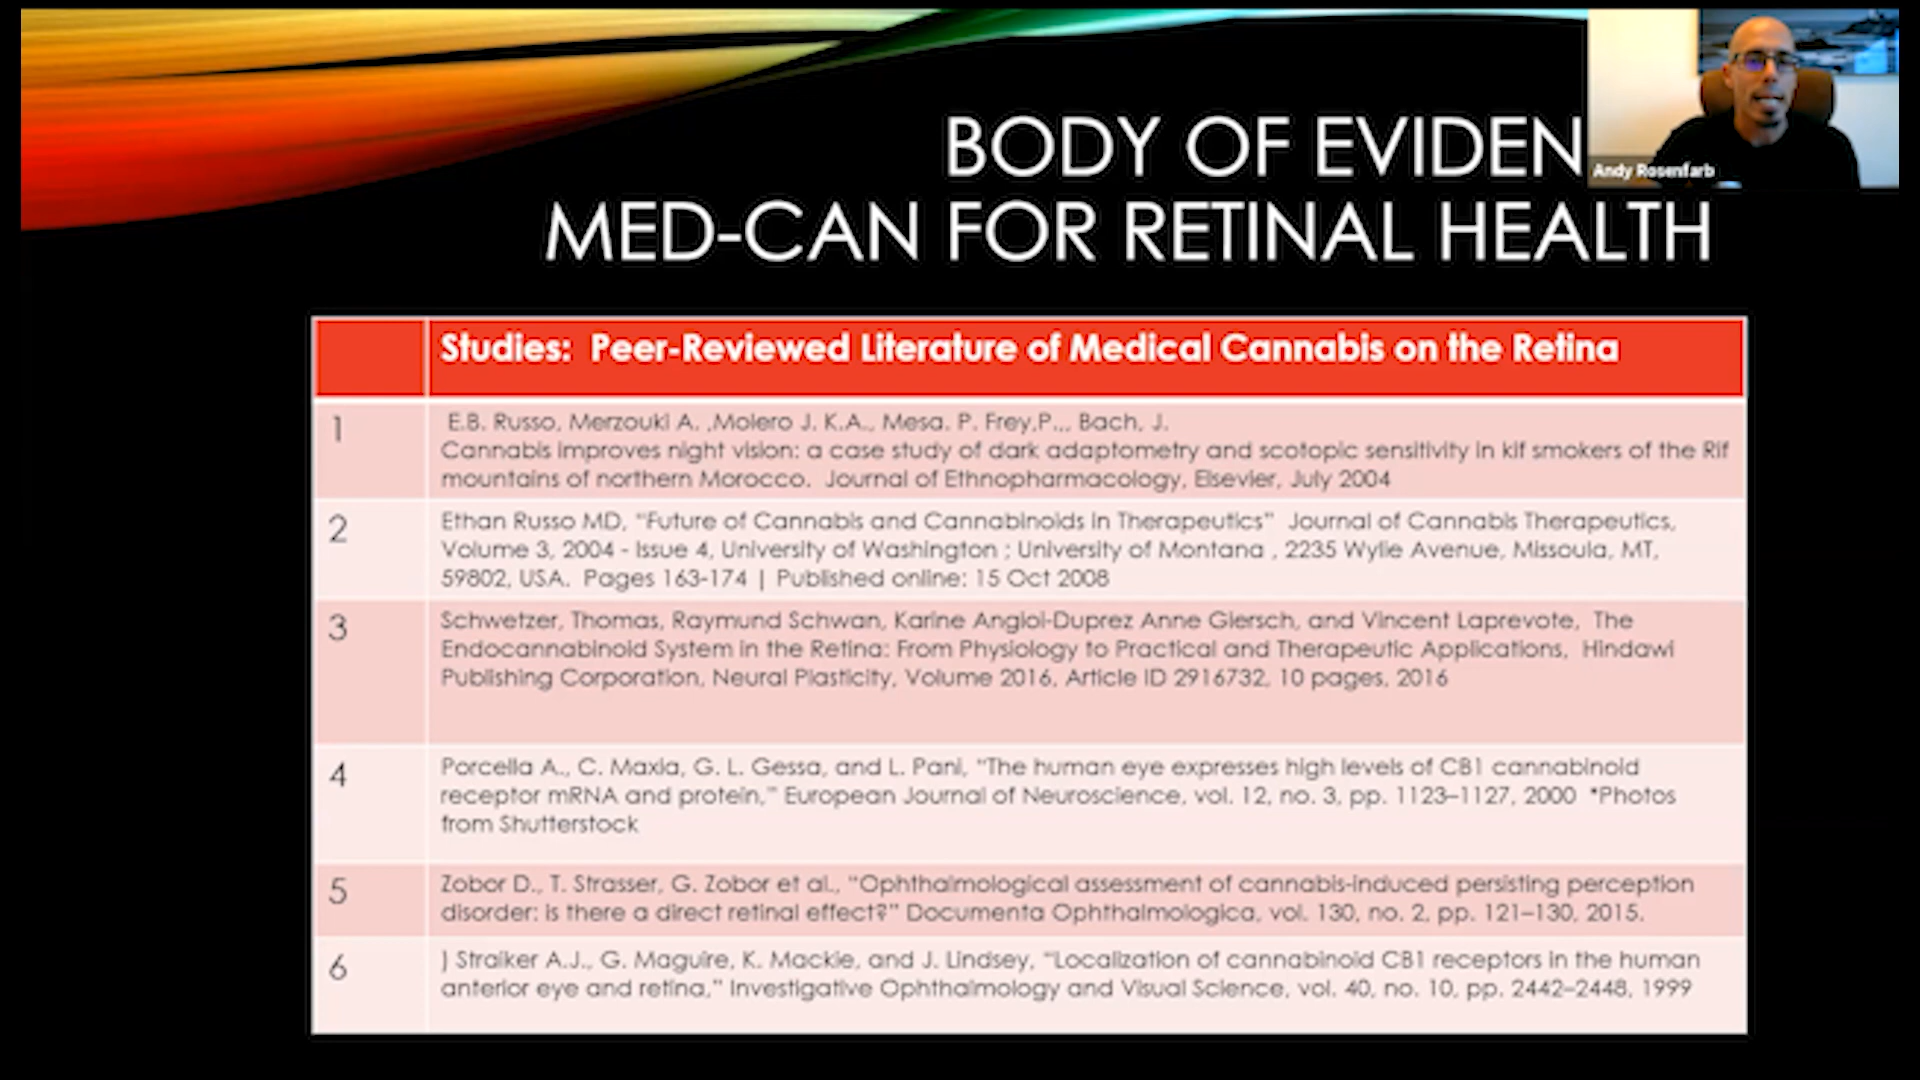 BODY OF EVIDEN
MED-CAN FOR RETINAL HEALTH
Andy Rosenfarb
Studies: Peer-Reviewed Literature of Medical Cannabis on the Retina
1
E.B. Russo, Merzouki A. ,Molero J. K.A., Mesa. P. Frey,P.,, Bach, J.
Cannabis improves night vision: a case study of dark adaptometry and scotopic sensitivity in kif smokers of the Rif
mountains of northern Morocco. Journal of Ethnopharmacology, Elsevier, July 2004
2
Ethan Russo MD, "Future of Cannabis and Cannabinoids in Therapeutics" Journal of Cannabis Therapeutics,
Volume 3, 2004 - Issue 4, University of Washington ; University of Montana , 2235 Wylie Avenue, Missoula, MT,
59802, USA. Pages 163-174 | Published online: 15 Oct 2008
3
Schwetzer, Thomas, Raymund Schwan, Karine Angioi-Duprez Anne Giersch, and Vincent Laprevote, The
Endocannabinoid System in the Retina: From Physiology to Practical and Therapeutic Applications, Hindawi
Publishing Corporation, Neural Plasticity, Volume 2016, Article ID 2916732, 10 pages, 2016
4
Porcella A., C. Maxia, G. L. Gessa, and L. Pani, "The human eye expresses high levels of CB1 cannabinoid
receptor mRNA and protein," European Journal of Neuroscience, vol. 12, no. 3, pp. 1123–1127, 2000 *Photos
from Shutterstock
5
Zobor D., T. Strasser, G. Zobor et al., "Ophthalmological assessment of cannabis-induced persisting perception
disorder: is there a direct retinal effect?" Documenta Ophthalmologica, vol. 130, no. 2, pp. 121–130, 2015.
6
) Straiker A.J., G. Maguire, K. Mackie, and J. Lindsey, "Localization of cannabinoid CB1 receptors in the human
anterior eye and retina," Investigative Ophthalmology and Visual Science, vol. 40, no. 10, pp. 2442–2448, 1999